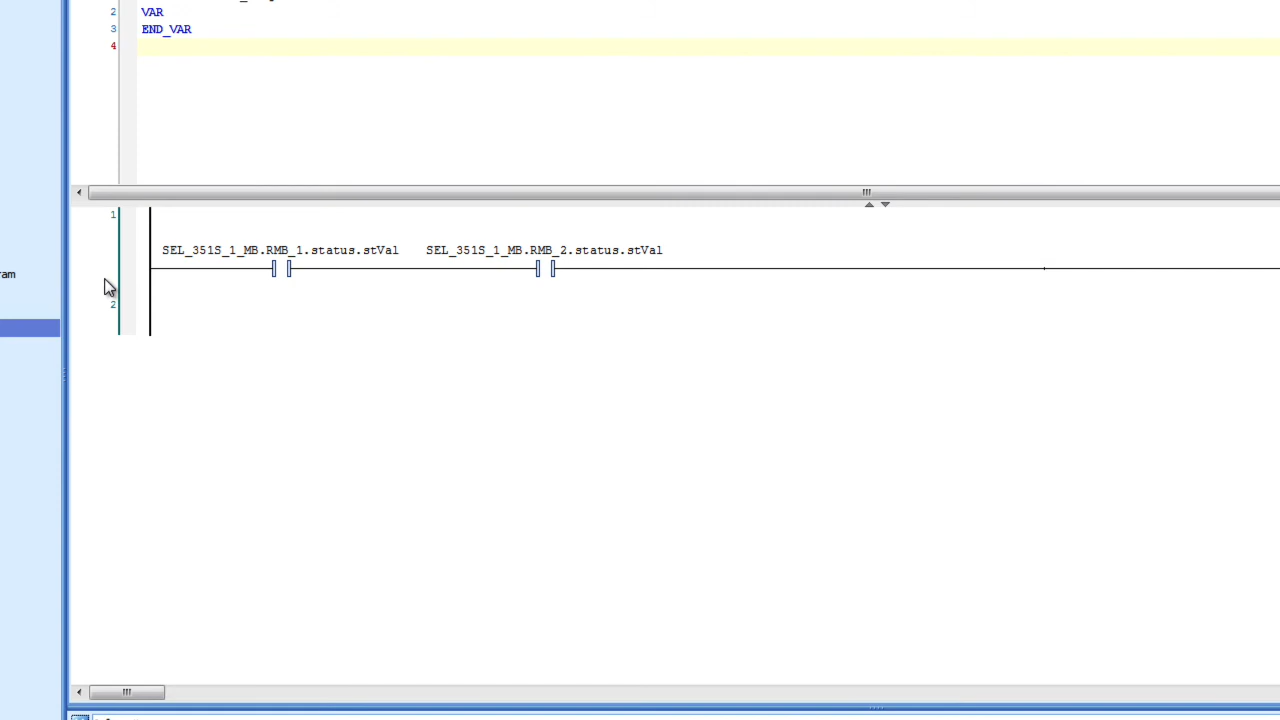 2 VAR
3 END_VAR
4
1
SEL_351S_1_MB.RMB_1.status.stVal SEL_351S_1_MB.RMB_2.status.stVal
ram
2